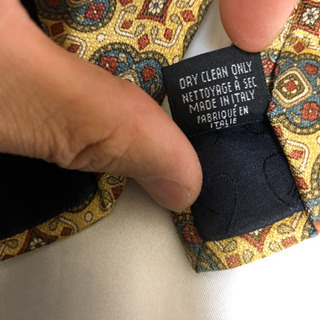 DRY CLEAN ONLY
NETTOYAGE À SEC
MADE IN ITALY
FABRIQUÉ EN
ITALIE